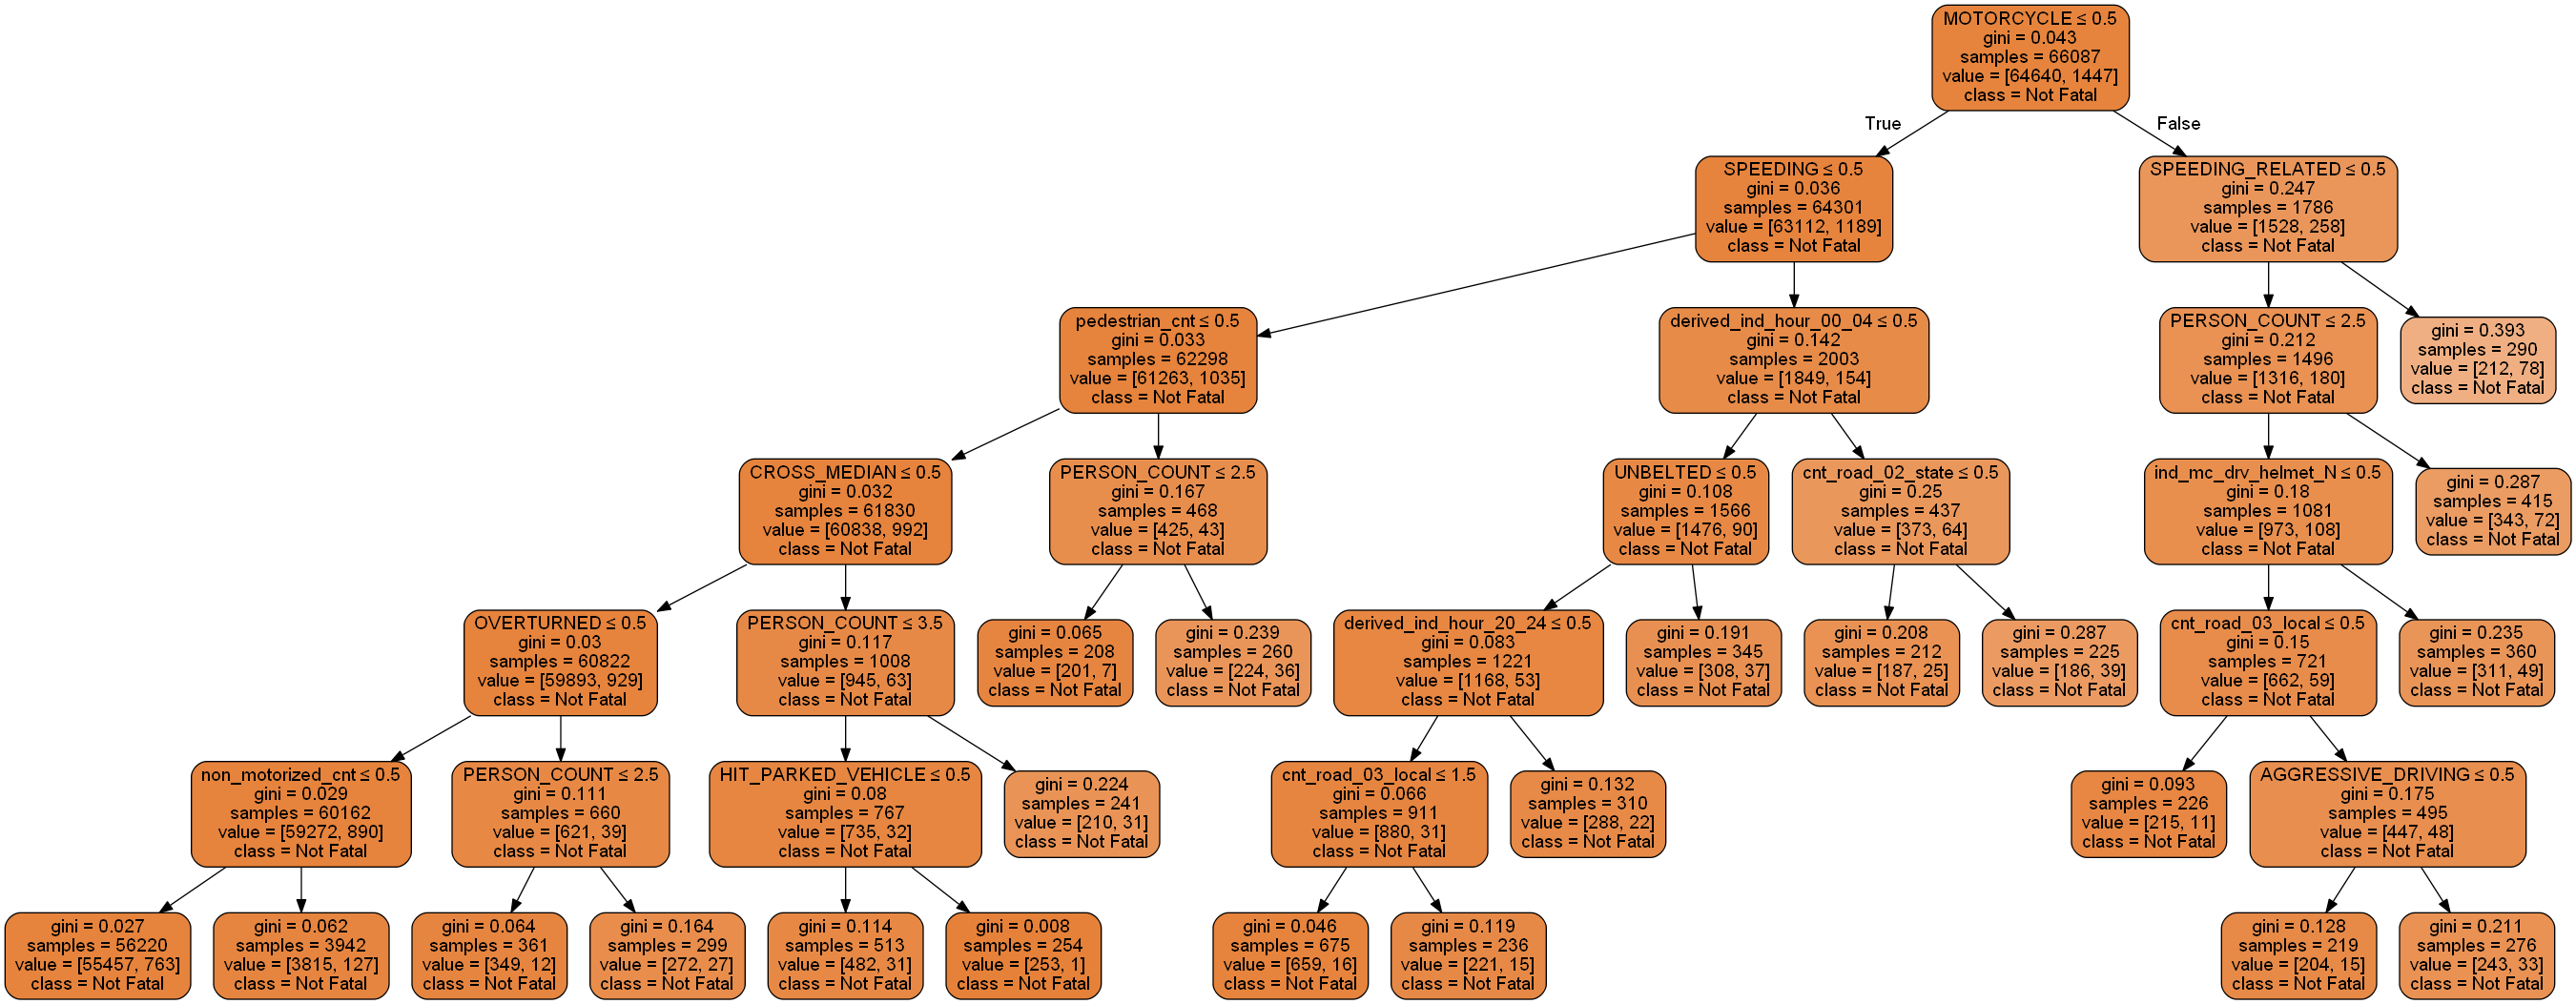 MOTORCYCLE ≤ 0.5
gini = 0.043
samples = 66087
value = [64640, 1447]
class = Not Fatal
True
False
SPEEDING ≤ 0.5
gini = 0.036
samples = 64301
value = [63112, 1189]
class = Not Fatal
SPEEDING_RELATED ≤ 0.5
gini = 0.247
samples = 1786
value = [1528, 258]
class = Not Fatal
pedestrian_cnt ≤ 0.5
gini = 0.033
samples = 62298
value = [61263, 1035]
class = Not Fatal
derived_ind_hour_00_04 ≤ 0.5
gini = 0.142
samples = 2003
value = [1849, 154]
class = Not Fatal
PERSON_COUNT ≤ 2.5
gini = 0.212
samples = 1496
value = [1316, 180]
class = Not Fatal
gini = 0.393
samples = 290
value = [212, 78]
class = Not Fatal
CROSS_MEDIAN ≤ 0.5
gini = 0.032
samples = 61830
value = [60838, 992]
class = Not Fatal
PERSON_COUNT ≤ 2.5
gini = 0.167
samples = 468
value = [425, 43]
class = Not Fatal
UNBELTED ≤ 0.5
gini = 0.108
samples = 1566
value = [1476, 90]
class = Not Fatal
cnt_road_02_state ≤ 0.5
gini = 0.25
samples = 437
value = [373, 64]
class = Not Fatal
ind_mc_drv_helmet_N ≤ 0.5
gini = 0.18
samples = 1081
value = [973, 108]
class = Not Fatal
gini = 0.287
samples = 415
value = [343, 72]
class = Not Fatal
OVERTURNED ≤ 0.5
gini = 0.03
samples = 60822
value = [59893, 929]
class = Not Fatal
PERSON_COUNT ≤ 3.5
gini = 0.117
samples = 1008
value = [945, 63]
class = Not Fatal
gini = 0.065
samples = 208
value = [201, 7]
class = Not Fatal
gini = 0.239
samples = 260
value = [224, 36]
class = Not Fatal
derived_ind_hour_20_24 ≤ 0.5
gini = 0.083
samples = 1221
value = [1168, 53]
class = Not Fatal
gini = 0.191
samples = 345
value = [308, 37]
class = Not Fatal
gini = 0.208
samples = 212
value = [187, 25]
class = Not Fatal
gini = 0.287
samples = 225
value = [186, 39]
class = Not Fatal
cnt_road_03_local ≤ 0.5
gini = 0.15
samples = 721
value = [662, 59]
class = Not Fatal
gini = 0.235
samples = 360
value = [311, 49]
class = Not Fatal
non_motorized_cnt ≤ 0.5
gini = 0.029
samples = 60162
value = [59272, 890]
class = Not Fatal
PERSON_COUNT ≤ 2.5
gini = 0.111
samples = 660
value = [621, 39]
class = Not Fatal
HIT_PARKED_VEHICLE ≤ 0.5
gini = 0.08
samples = 767
value = [735, 32]
class = Not Fatal
gini = 0.224
samples = 241
value = [210, 31]
class = Not Fatal
cnt_road_03_local ≤ 1.5
gini = 0.066
samples = 911
value = [880, 31]
class = Not Fatal
gini = 0.132
samples = 310
value = [288, 22]
class = Not Fatal
gini = 0.093
samples = 226
value = [215, 11]
class = Not Fatal
AGGRESSIVE_DRIVING ≤ 0.5
gini = 0.175
samples = 495
value = [447, 48]
class = Not Fatal
gini = 0.027
samples = 56220
value = [55457, 763]
class = Not Fatal
gini = 0.062
samples = 3942
value = [3815, 127]
class = Not Fatal
gini = 0.064
samples = 361
value = [349, 12]
class = Not Fatal
gini = 0.164
samples = 299
value = [272, 27]
class = Not Fatal
gini = 0.114
samples = 513
value = [482, 31]
class = Not Fatal
gini = 0.008
samples = 254
value = [253, 1]
class = Not Fatal
gini = 0.046
samples = 675
value = [659, 16]
class = Not Fatal
gini = 0.119
samples = 236
value = [221, 15]
class = Not Fatal
gini = 0.128
samples = 219
value = [204, 15]
class = Not Fatal
gini = 0.211
samples = 276
value = [243, 33]
class = Not Fatal